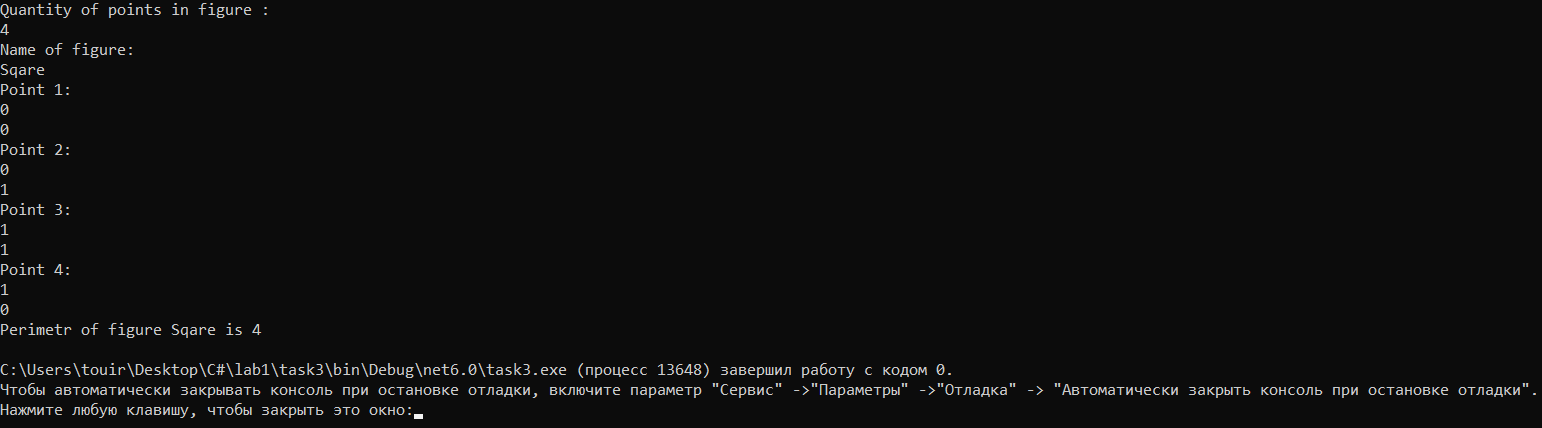 Quantity of points in figure :
4
Name of figure:
Sqare
Point 1:
0
0
Point 2:
0
1
Point 3:
1
1
Point 4:
1
0
Perimetr of figure Sqare is 4
C:\Users\touir\Desktop\C#\lab1\task3\bin\Debug\net6.0\task3.exe (процесс 13648) завершил работу с кодом 0.
Чтобы автоматически закрывать консоль при остановке отладки, включите параметр "Сервис" ->"Параметры" ->"Отладка" -> "Автоматически закрыть консоль при остановке отладки".
Нажмите любую клавишу, чтобы закрыть это окно: